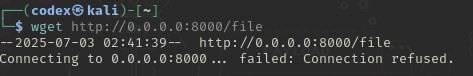 ┌──(codex㉿kali)-[~]
└─$ wget http://0.0.0.0:8000/file
--2025-07-03 02:41:39--  http://0.0.0.0:8000/file
Connecting to 0.0.0.0:8000... failed: Connection refused.